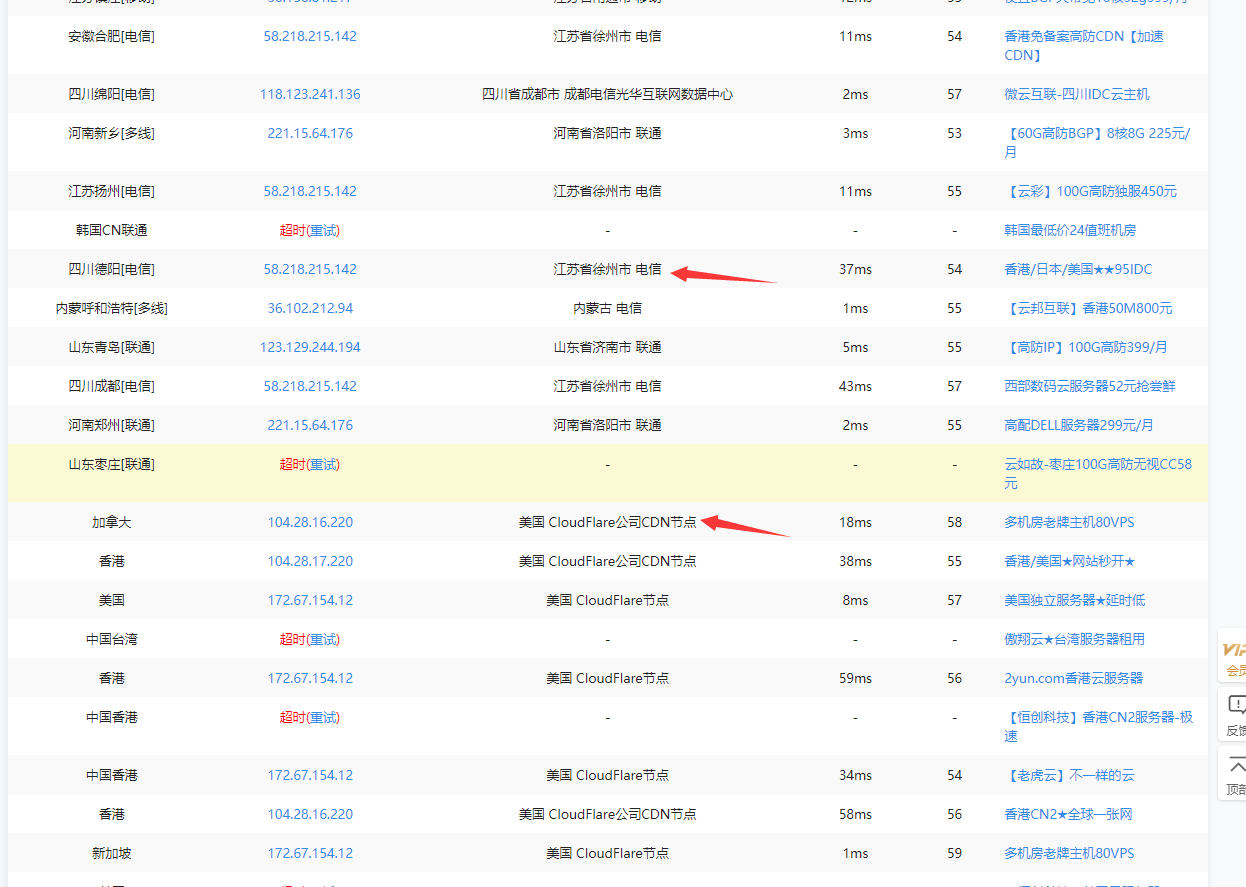 安徽合肥[电信] 58.218.215.142 江苏省徐州市 电信 11ms 54 香港免备案高防CDN【加速
CDN】
四川绵阳[电信] 118.123.241.136 四川省成都市 成都电信光华互联网数据中心 2ms 57 微云互联-四川IDC云主机
河南新乡[多线] 221.15.64.176 河南省洛阳市 联通 3ms 53 【60G高防BGP】8核8G 225元/
月
江苏扬州[电信] 58.218.215.142 江苏省徐州市 电信 11ms 55 【云彩】100G高防独服450元
韩国CN联通 超时(重试) - - - 韩国最低价24值班机房
四川德阳[电信] 58.218.215.142 江苏省徐州市 电信 37ms 54 香港/日本/美国★★95IDC
内蒙呼和浩特[多线] 36.102.212.94 内蒙古 电信 1ms 55 【云邦互联】香港50M800元
山东青岛[联通] 123.129.244.194 山东省济南市 联通 5ms 55 【高防IP】100G高防399/月
四川成都[电信] 58.218.215.142 江苏省徐州市 电信 43ms 57 西部数码云服务器52元抢尝鲜
河南郑州[联通] 221.15.64.176 河南省洛阳市 联通 2ms 55 高配DELL服务器299元/月
山东枣庄[联通] 超时(重试) - - - 云如故-枣庄100G高防无视CC58
元
加拿大 104.28.16.220 美国 CloudFlare公司CDN节点 18ms 58 多机房老牌主机80VPS
香港 104.28.17.220 美国 CloudFlare公司CDN节点 38ms 55 香港/美国★网站秒开★
美国 172.67.154.12 美国 CloudFlare节点 8ms 57 美国独立服务器★延时低
中国台湾 超时(重试) - - - 傲翔云★台湾服务器租用
VIP
会员
香港 172.67.154.12 美国 CloudFlare节点 59ms 56 2yun.com香港云服务器
中国香港 超时(重试) - - - 【恒创科技】香港CN2服务器-极
速
反馈
中国香港 172.67.154.12 美国 CloudFlare节点 34ms 54 【老虎云】不一样的云
顶部
香港 104.28.16.220 美国 CloudFlare公司CDN节点 58ms 56 香港CN2★全球一张网
新加坡 172.67.154.12 美国 CloudFlare节点 1ms 59 多机房老牌主机80VPS